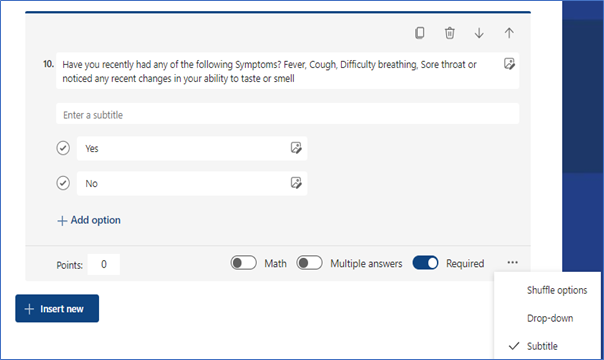 10. Have you recently had any of the following Symptoms? Fever, Cough, Difficulty breathing, Sore throat or
noticed any recent changes in your ability to taste or smell
Enter a subtitle
Yes
No
Add option
Points: 0 Math Multiple answers Required
Insert new
Shuffle options
Drop-down
Subtitle